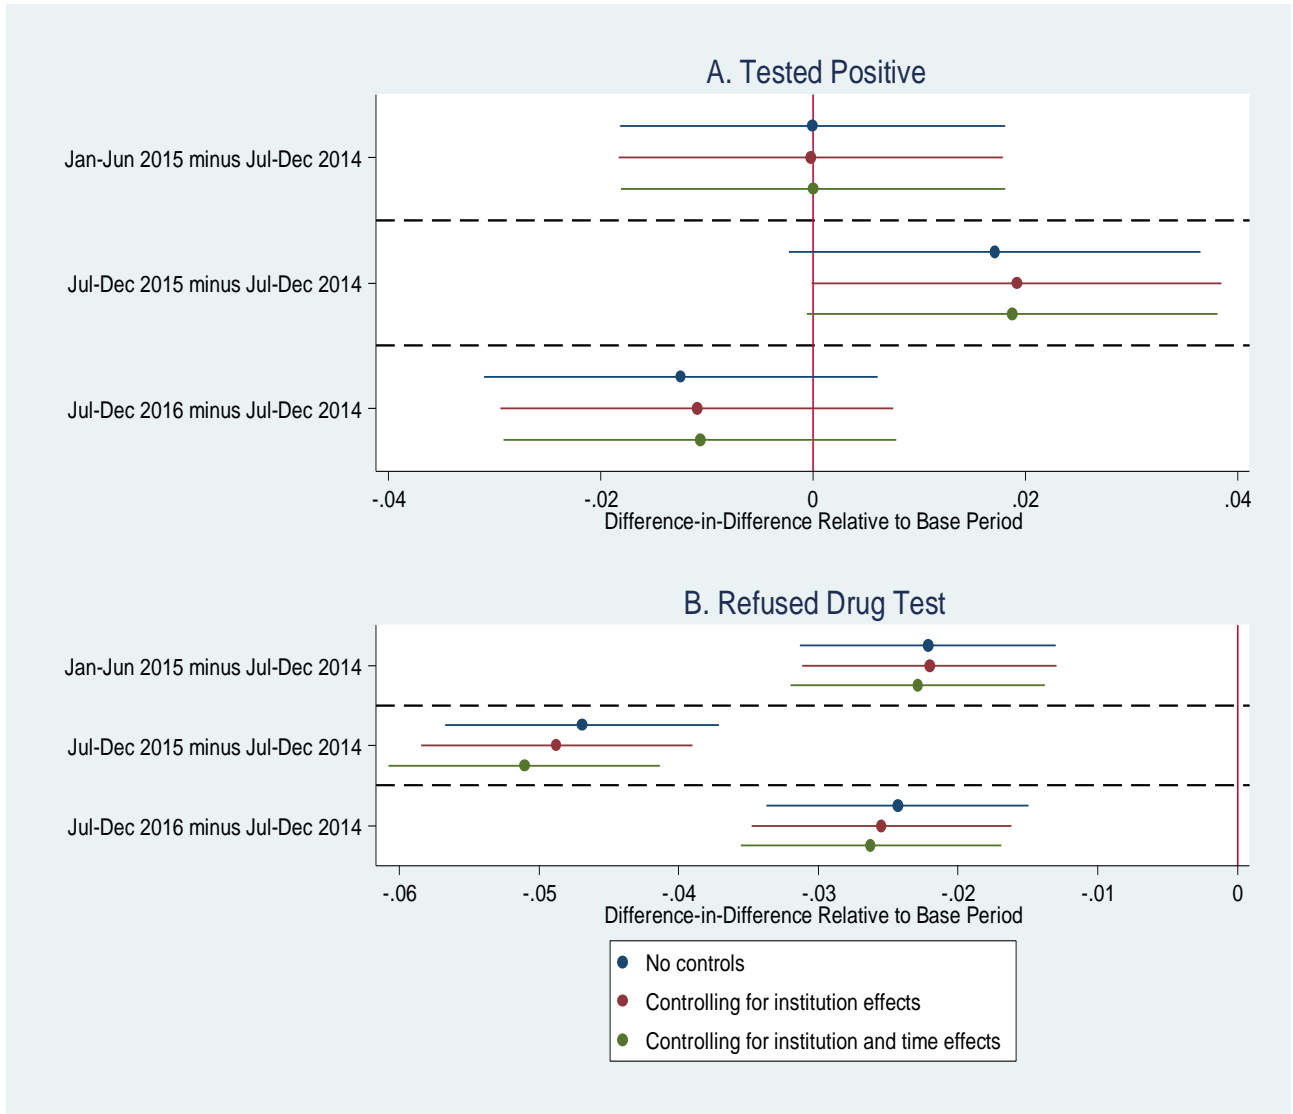 A. Tested Positive
Jan-Jun 2015 minus Jul-Dec 2014
Jul-Dec 2015 minus Jul-Dec 2014
Jul-Dec 2016 minus Jul-Dec 2014
-.04 -.02 0 .02 .04
Difference-in-Difference Relative to Base Period
B. Refused Drug Test
Jan-Jun 2015 minus Jul-Dec 2014
Jul-Dec 2015 minus Jul-Dec 2014
Jul-Dec 2016 minus Jul-Dec 2014
-.06 -.05 -.04 -.03 -.02 -.01 0
Difference-in-Difference Relative to Base Period
No controls
Controlling for institution effects
Controlling for institution and time effects